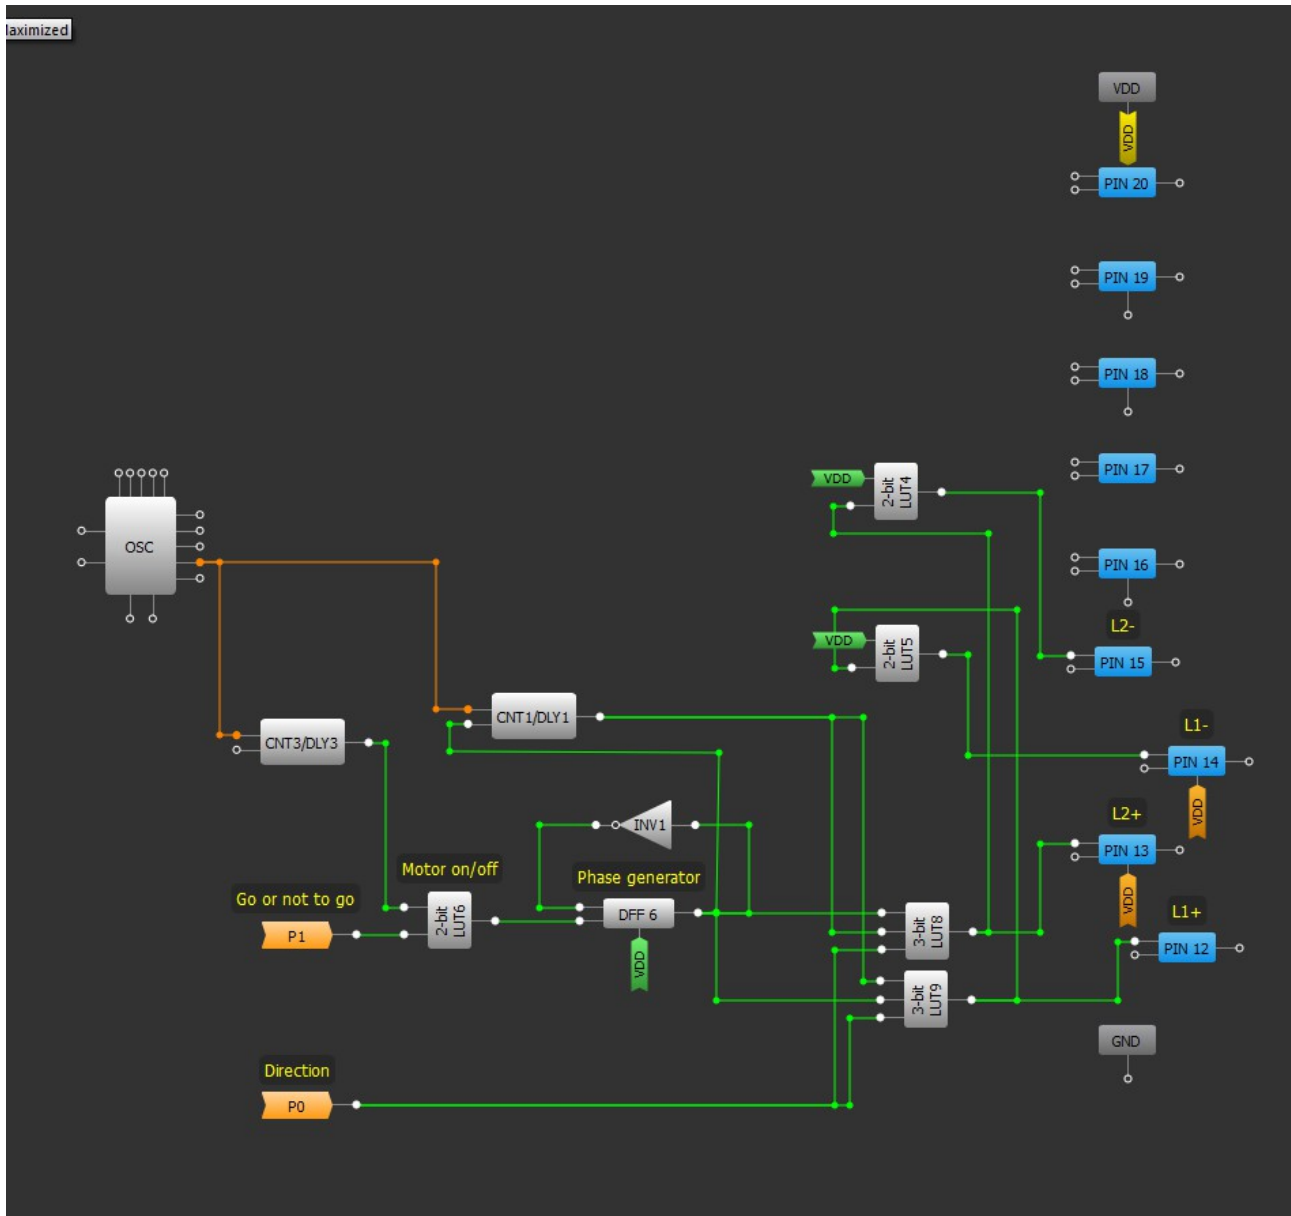 Maximized
VDD
VDD
PIN 20
PIN 19
PIN 18
PIN 17
VDD
2-bit
LUT4
OSC
PIN 16
L2-
VDD
2-bit
LUT5
PIN 15
CNT3/DLY3
CNT1/DLY1
L1-
PIN 14
VDD
INV1
L2+
PIN 13
VDD
Motor on/off
Phase generator
Go or not to go
P1
2-bit
LUT6
DFF 6
VDD
3-bit
LUT8
L1+
PIN 12
3-bit
LUT9
GND
Direction
P0